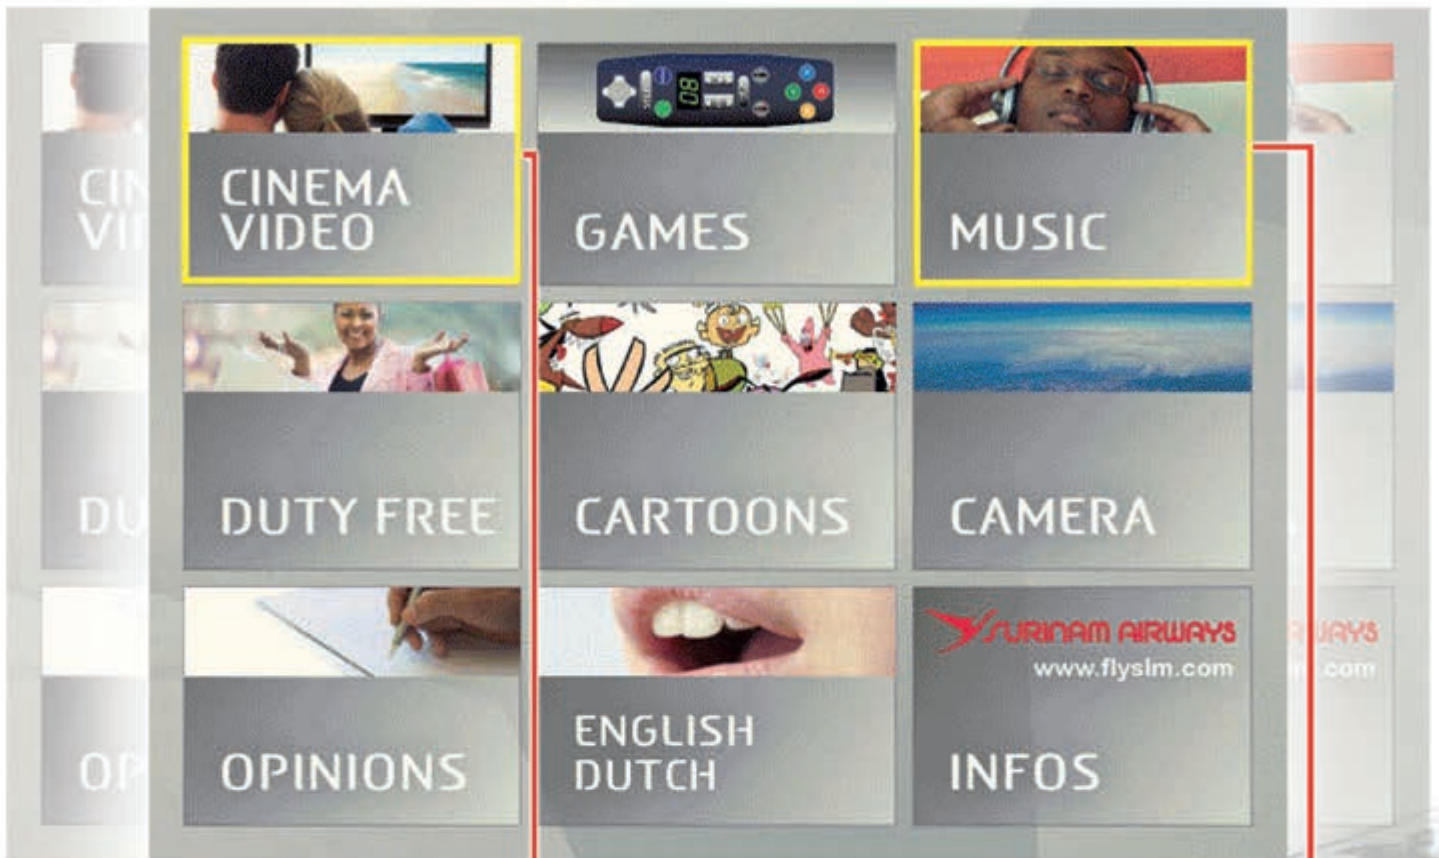 CINEMA
VIDEO
GAMES
MUSIC
DUTY FREE
CARTOONS
CAMERA
OPINIONS
ENGLISH
DUTCH
SURINAM AIRWAYS
www.flyslm.com
INFOS